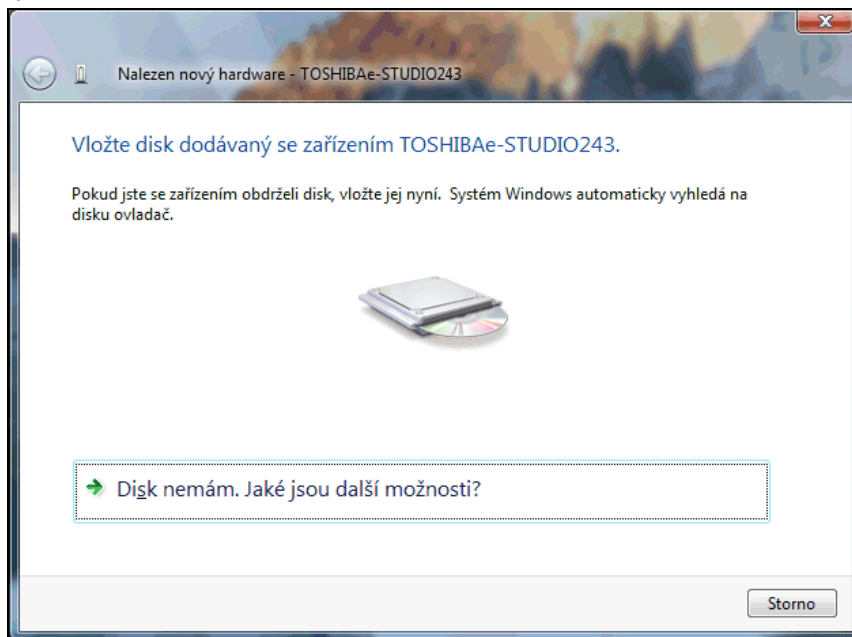 Nalezen nový hardware - TOSHIBAe-STUDIO243
Vložte disk dodávaný se zařízením TOSHIBAe-STUDIO243.
Pokud jste se zařízením obdrželi disk, vložte jej nyní. Systém Windows automaticky vyhledá na
disku ovladač.
Disk nemám. Jaké jsou další možnosti?
Storno